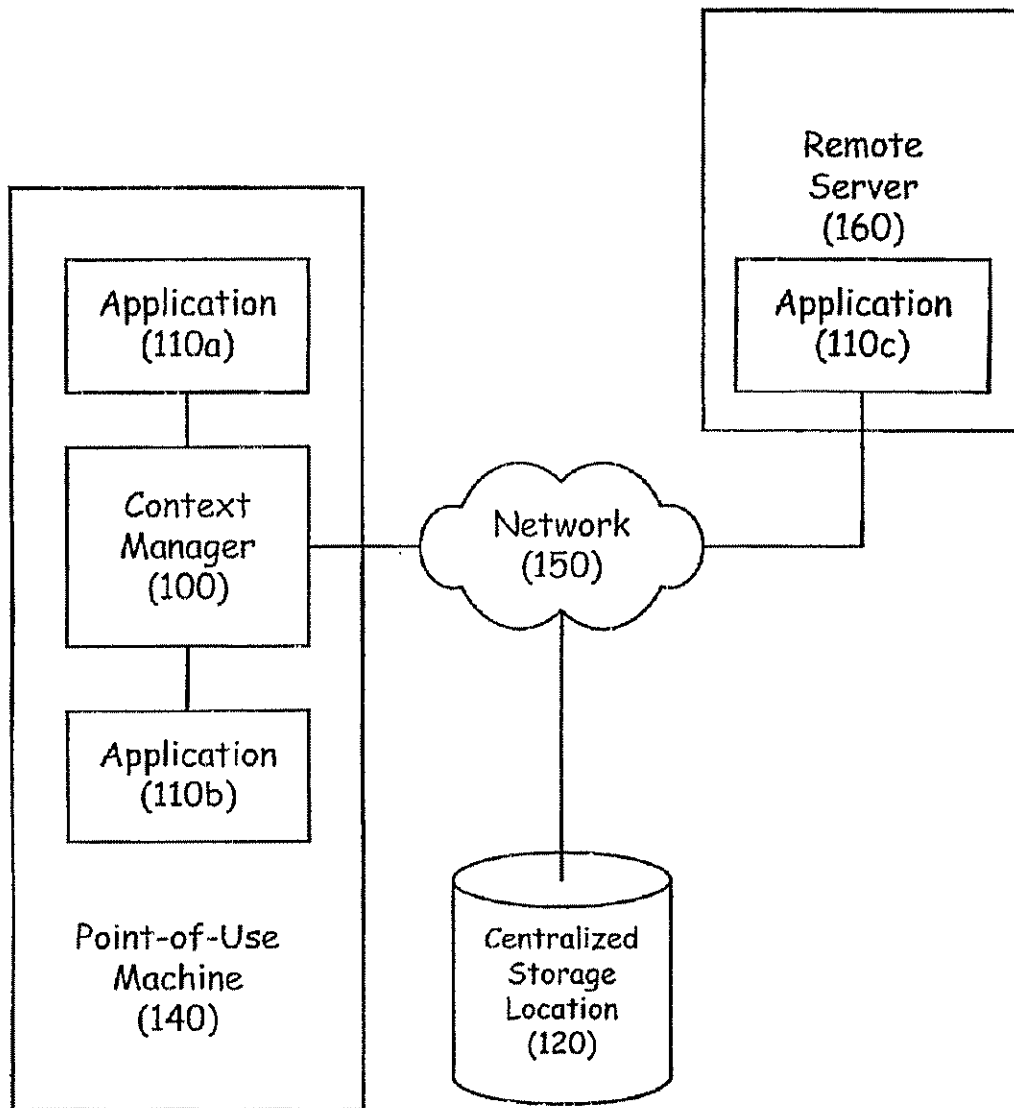 Remote
Server
(160)
Application
(110c)
Application
(110a)
Context
Manager
(100)
Network
(150)
Application
(110b)
Point-of-Use
Machine
(140)
Centralized
Storage
Location
(120)